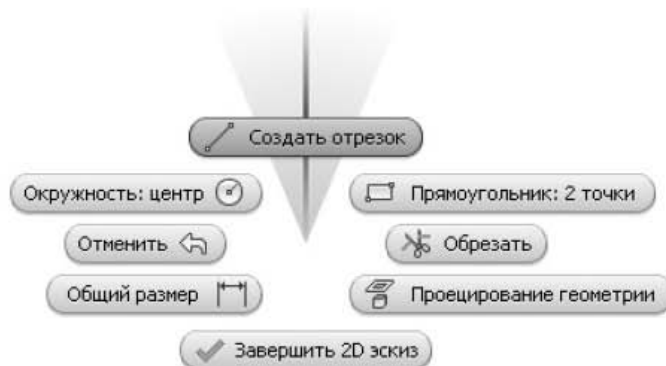 Создать отрезок
Окружность: центр
Прямоугольник: 2 точки
Отменить
Обрезать
Общий размер
Проецирование геометрии
Завершить 2D эскиз